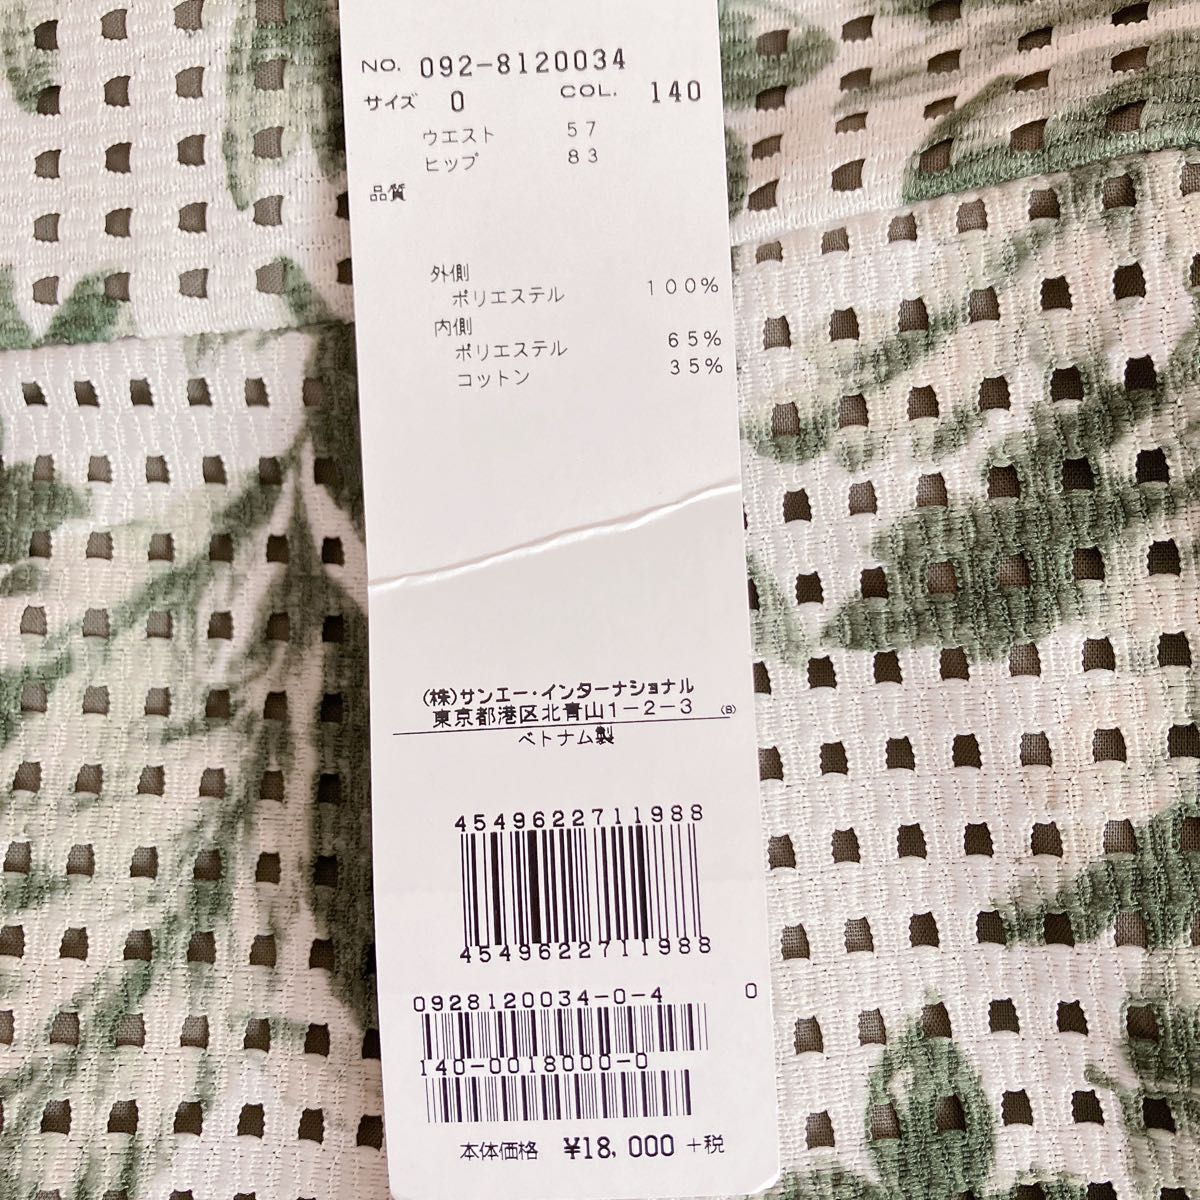 NO. 092-8120034
サイズ 0 COL. 140
ウエスト 57
ヒップ 83
品質
外側
ポリエステル 100%
内側
ポリエステル 65%
コットン 35%
(株)サンエー・インターナショナル
東京都港区北青山1-2-3 (B)
ベトナム製
4549622711988
4549622711988
0928120034-0-4 0
140-0018000-0
本体価格 ¥18,000 +税